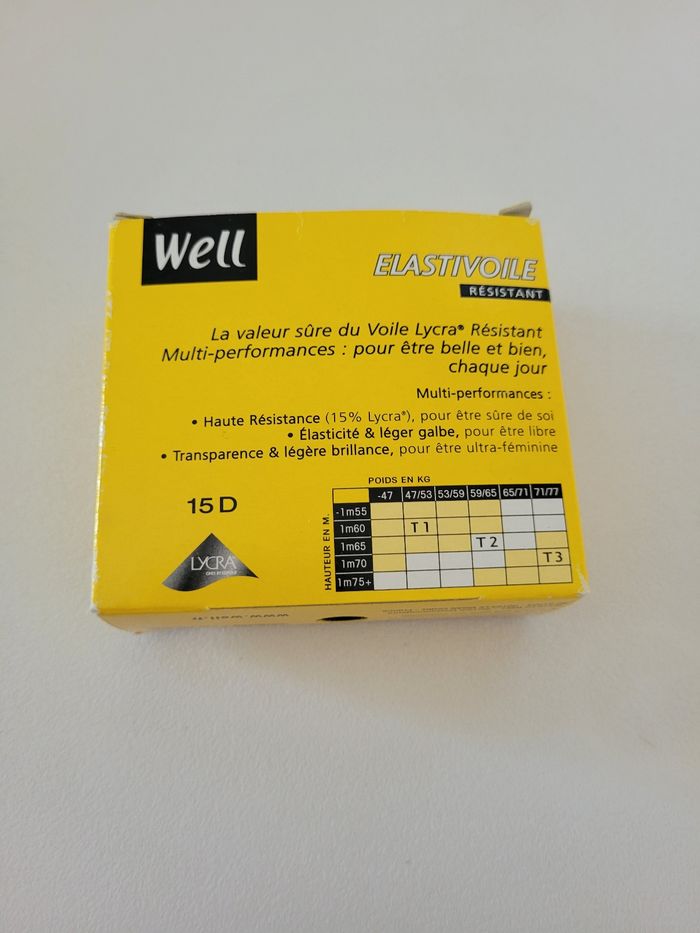 Well
ELASTIVOILE
RÉSISTANT
La valeur sûre du Voile Lycra® Résistant
Multi-performances : pour être belle et bien,
chaque jour
Multi-performances :
• Haute Résistance (15% Lycra®), pour être sûre de soi
• Élasticité & léger galbe, pour être libre
• Transparence & légère brillance, pour être ultra-féminine
15 D
LYCRA
POIDS EN KG
-47 47/53 53/59 59/65 65/71 71/77
HAUTEUR EN M.
-1m55
1m60 T 1
1m65 T 2
1m70 T 3
1m75+